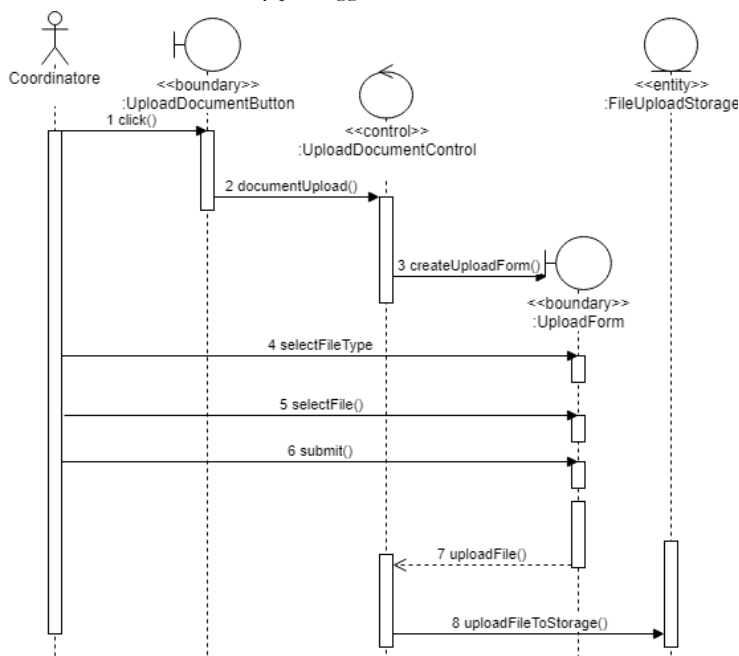 Coordinatore
<<boundary>>
:UploadDocumentButton
<<control>>
:UploadDocumentControl
<<entity>>
:FileUploadStorage
1 click()
2 documentUpload()
3 createUploadForm()
<<boundary>>
:UploadForm
4 selectFileType
5 selectFile()
6 submit()
7 uploadFile()
8 uploadFileToStorage()